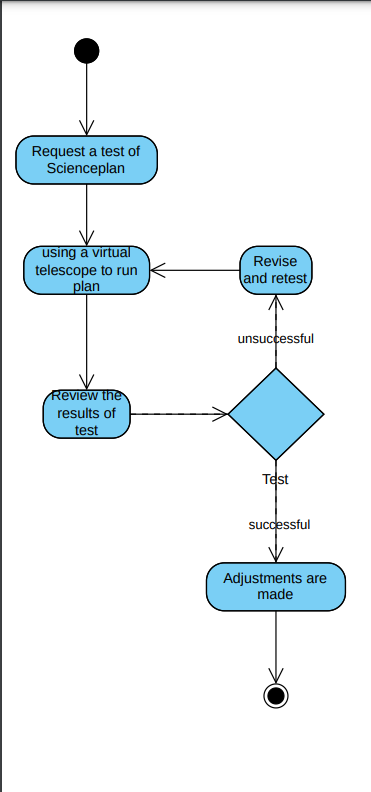 Request a test of
Scienceplan
using a virtual
telescope to run
plan
Revise
and retest
unsuccessful
Review the
results of
test
Test
successful
Adjustments are
made